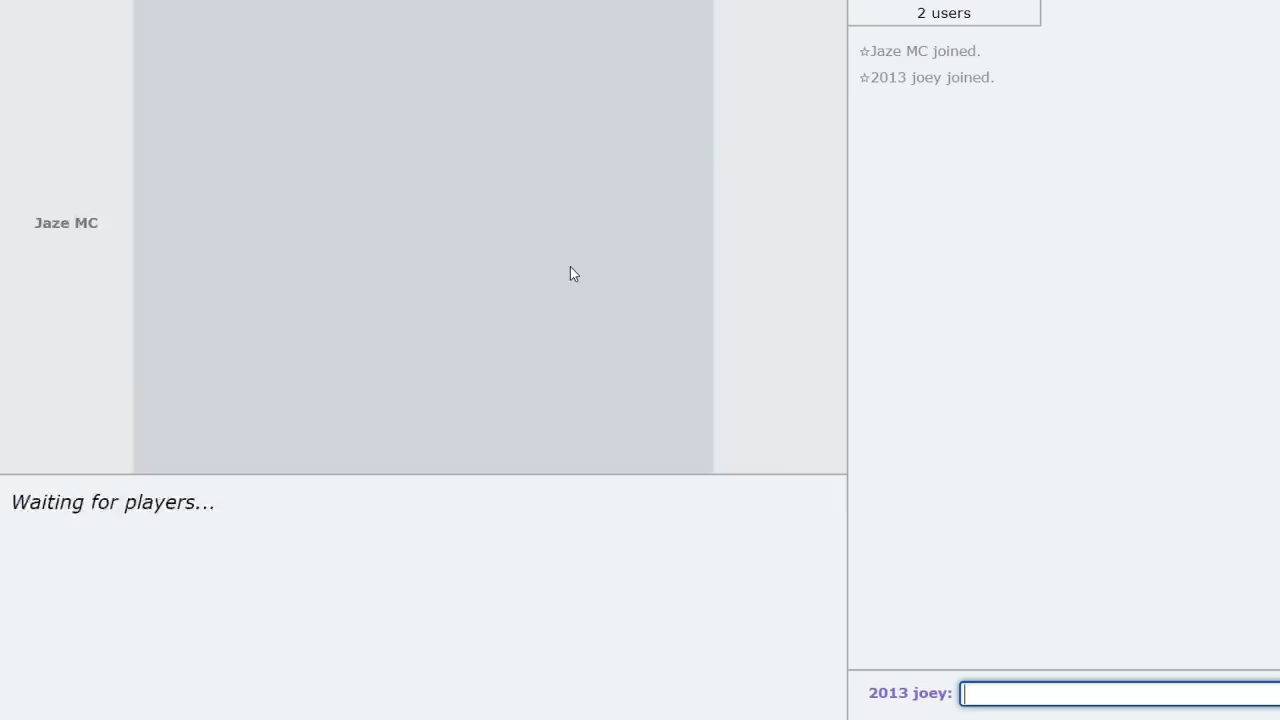 2 users
☆Jaze MC joined.
☆2013 joey joined.
Jaze MC
Waiting for players...
2013 joey: